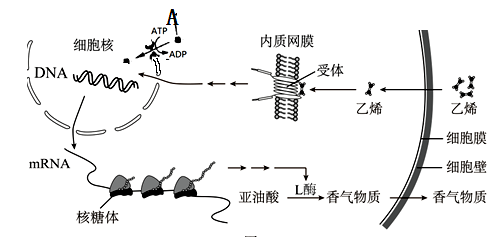 A
ATP
ADP
细胞核
DNA
内质网膜
受体
乙烯
乙烯
细胞膜
细胞壁
mRNA
核糖体
L酶
亚油酸
香气物质
香气物质